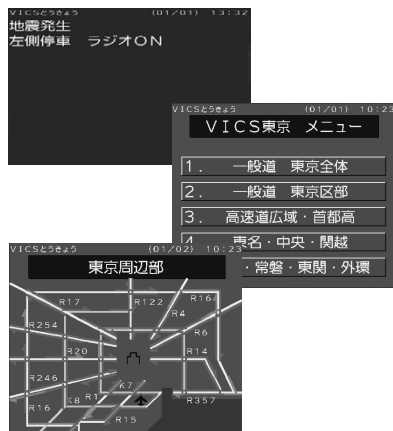 VICSとうきょう (01/01) 13:32
地震発生
左側停車 ラジオON
VICSとうきょう (01/01) 10:23
VICS東京 メニュー
1. 一般道 東京全体
2. 一般道 東京区部
3. 高速道広域・首都高
4 東名・中央・関越
・常磐・東関・外環
VICSとうきょう (01/02) 10:23
東京周辺部
R17
R122
R16
R4
R254
R6
R20
R14
R246
K7
R16
K8
R1
R357
R15